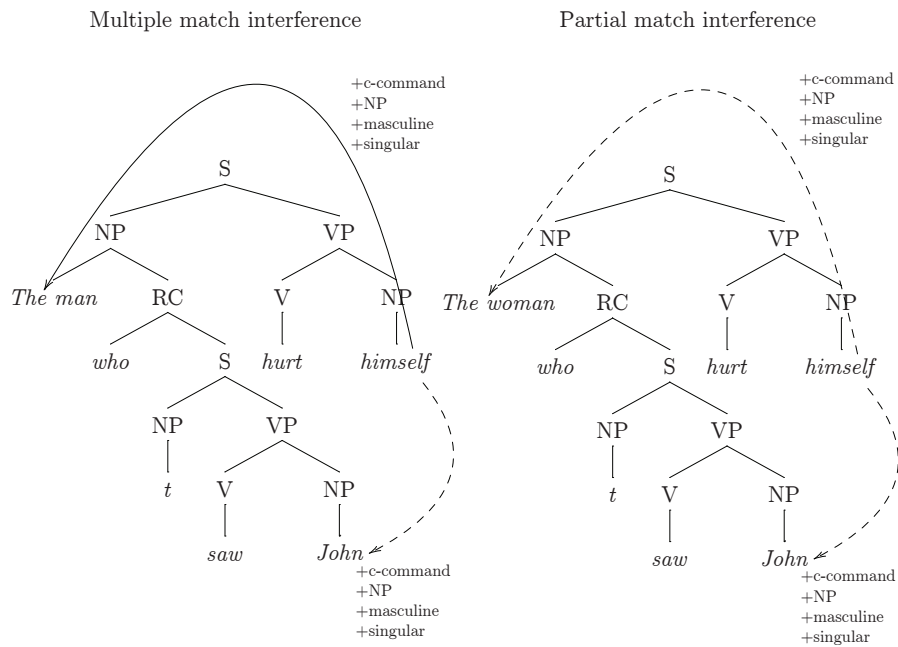 Multiple match interference
+c-command
+NP
+masculine
+singular
S
NP VP
The man RC V NP
who S hurt himself
NP VP
t V NP
saw John
+c-command
+NP
+masculine
+singular
Partial match interference
+c-command
+NP
+masculine
+singular
S
NP VP
The woman RC V NP
who S hurt himself
NP VP
t V NP
saw John
+c-command
+NP
+masculine
+singular